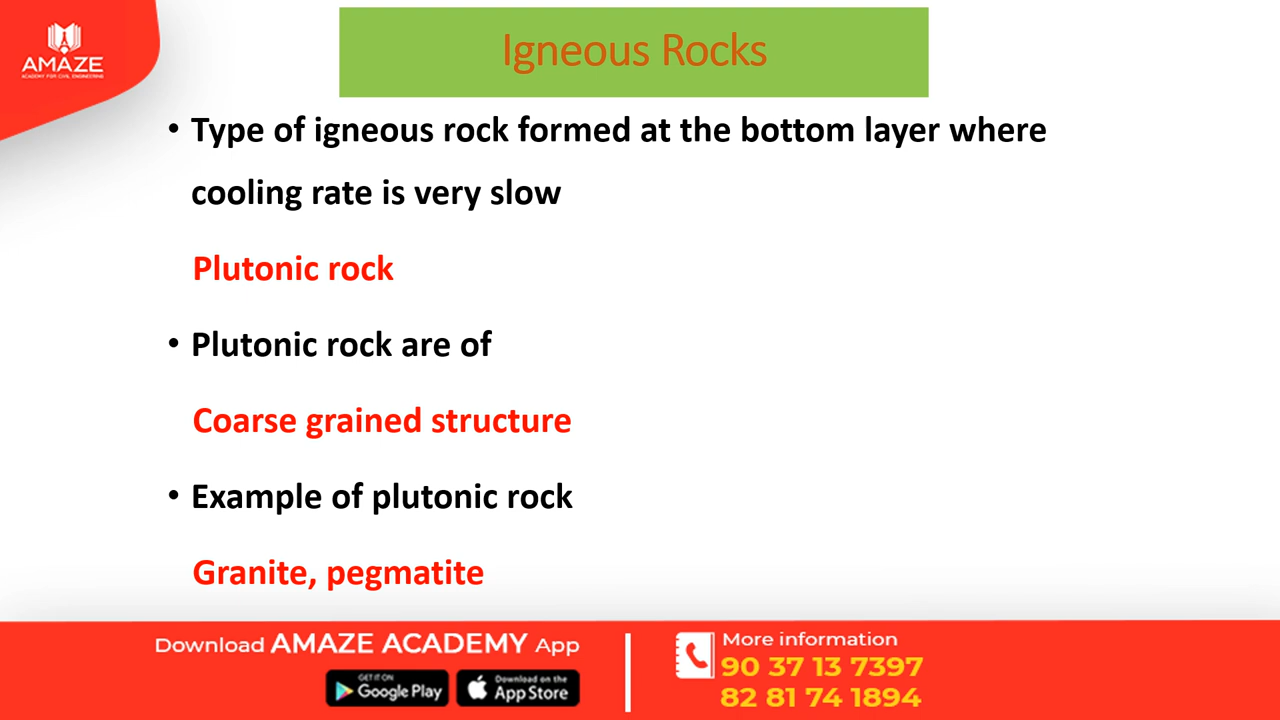 AMAZE
ACADEMY FOR CIVIL ENGINEERING
Igneous Rocks
• Type of igneous rock formed at the bottom layer where
cooling rate is very slow
Plutonic rock
• Plutonic rock are of
Coarse grained structure
• Example of plutonic rock
Granite, pegmatite
Download AMAZE ACADEMY App
GET IT ON
Google Play
Download on the
App Store
More information
90 37 13 7397
82 81 74 1894